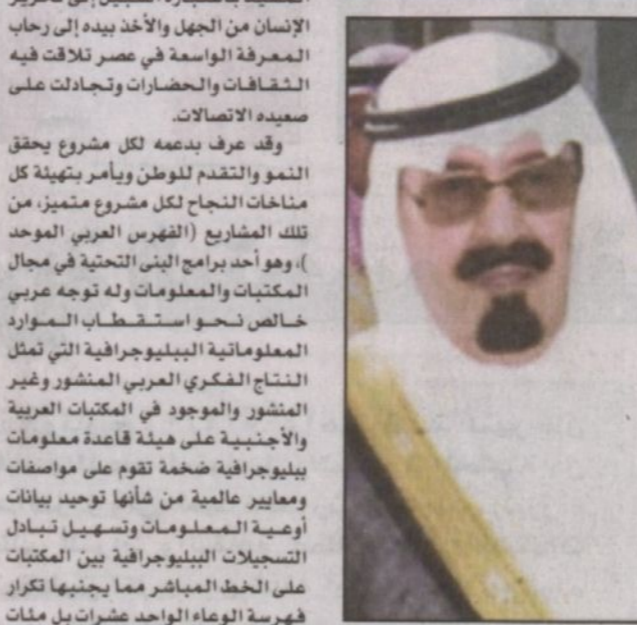 الإنسان من الجهل والأخذ بيده إلى رحاب
المعرفة الواسعة في عصر تلاقت فيه
الثقافات والحضارات وتجادلت على
صعيده الاتصالات.
وقد عرف بدعمه لكل مشروع يحقق
النمو والتقدم للوطن ويأمر بتهيئة كل
مناخات النجاح لكل مشروع متميز، من
تلك المشاريع (الفهرس العربي الموحد
)، وهو أحد برامج البنى التحتية في مجال
المكتبات والمعلومات وله توجه عربي
خالص نحو استقطاب الموارد
المعلوماتية الببليوجرافية التي تمثل
النتاج الفكري العربي المنشور وغير
المنشور والموجود في المكتبات العربية
والأجنبية على هيئة قاعدة معلومات
ببليوجرافية ضخمة تقوم على مواصفات
ومعايير عالمية من شأنها توحيد بيانات
أوعية المعلومات وتسهيل تبادل
التسجيلات الببليوجرافية بين المكتبات
على الخط المباشر مما يجنبها تكرار
فهرسة الوعاء الواحد عشرات بل مئات